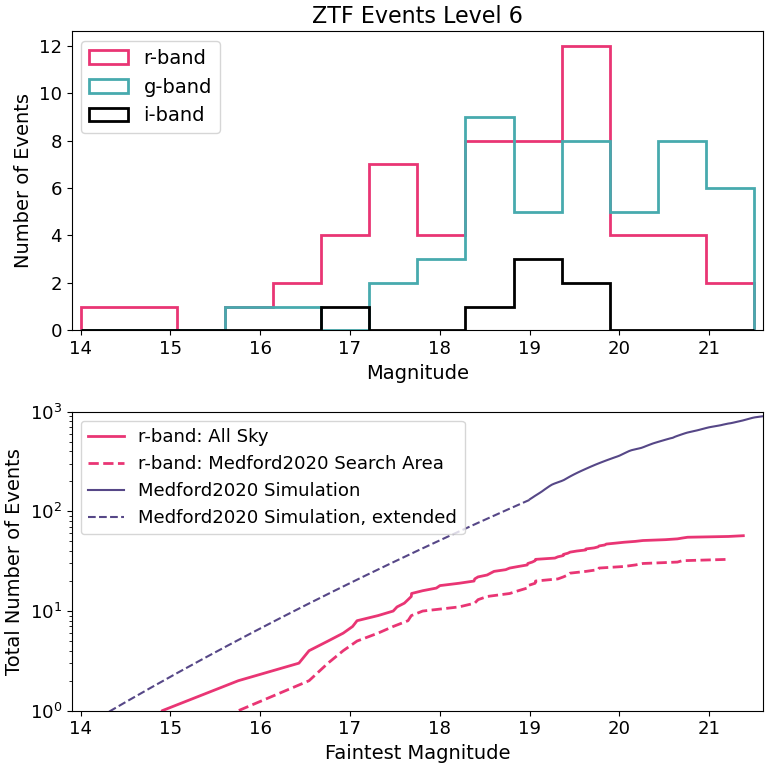 ZTF Events Level 6
r-band
g-band
i-band
Number of Events
0
2
4
6
8
10
12
14 15 16 17 18 19 20 21
Magnitude
r-band: All Sky
r-band: Medford2020 Search Area
Medford2020 Simulation
Medford2020 Simulation, extended
Total Number of Events
10⁰
10¹
10²
10³
14 15 16 17 18 19 20 21
Faintest Magnitude